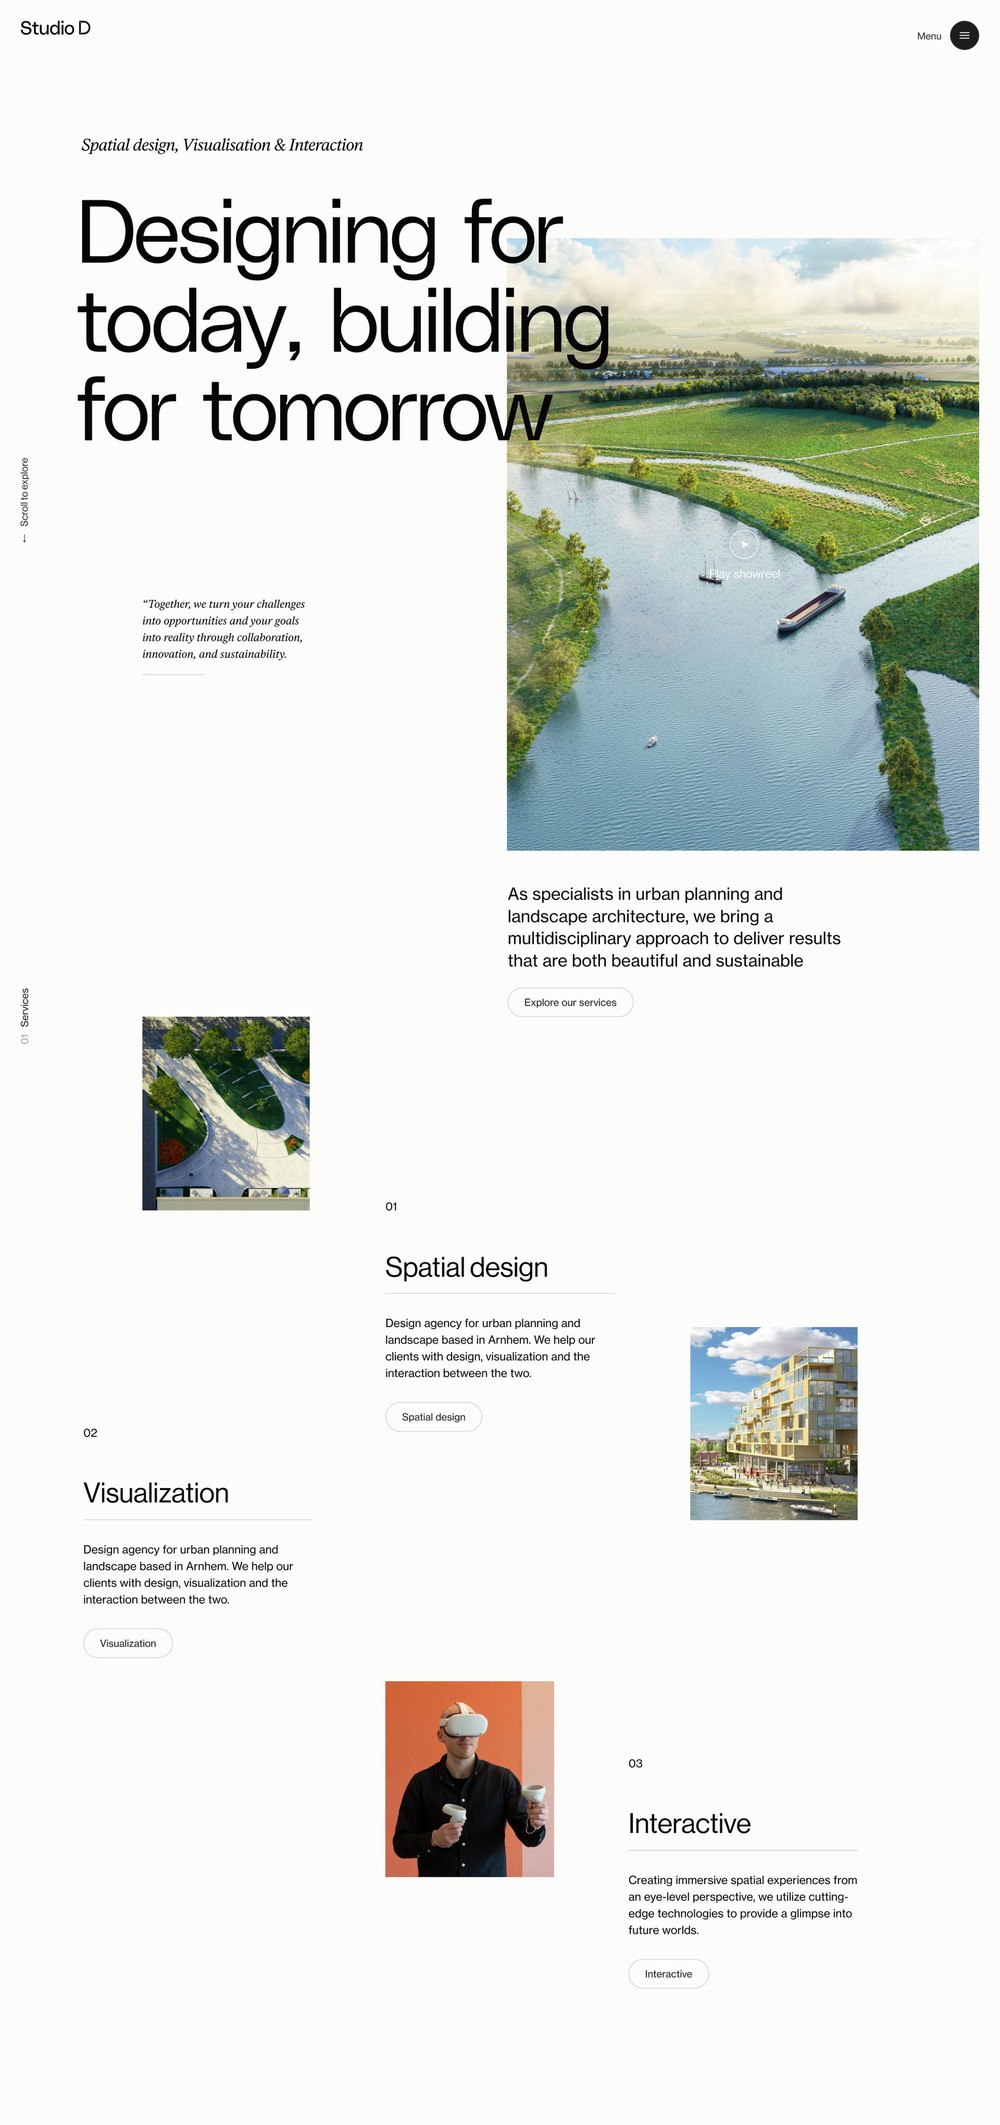 Studio D
Menu
Spatial design, Visualisation & Interaction
Designing for
today, building
for tomorrow
← Scroll to explore
Play showreel
“Together, we turn your challenges
into opportunities and your goals
into reality through collaboration,
innovation, and sustainability.
As specialists in urban planning and
landscape architecture, we bring a
multidisciplinary approach to deliver results
that are both beautiful and sustainable
Explore our services
01 Services
01
Spatial design
Design agency for urban planning and
landscape based in Arnhem. We help our
clients with design, visualization and the
interaction between the two.
Spatial design
02
Visualization
Design agency for urban planning and
landscape based in Arnhem. We help our
clients with design, visualization and the
interaction between the two.
Visualization
03
Interactive
Creating immersive spatial experiences from
an eye-level perspective, we utilize cutting-
edge technologies to provide a glimpse into
future worlds.
Interactive